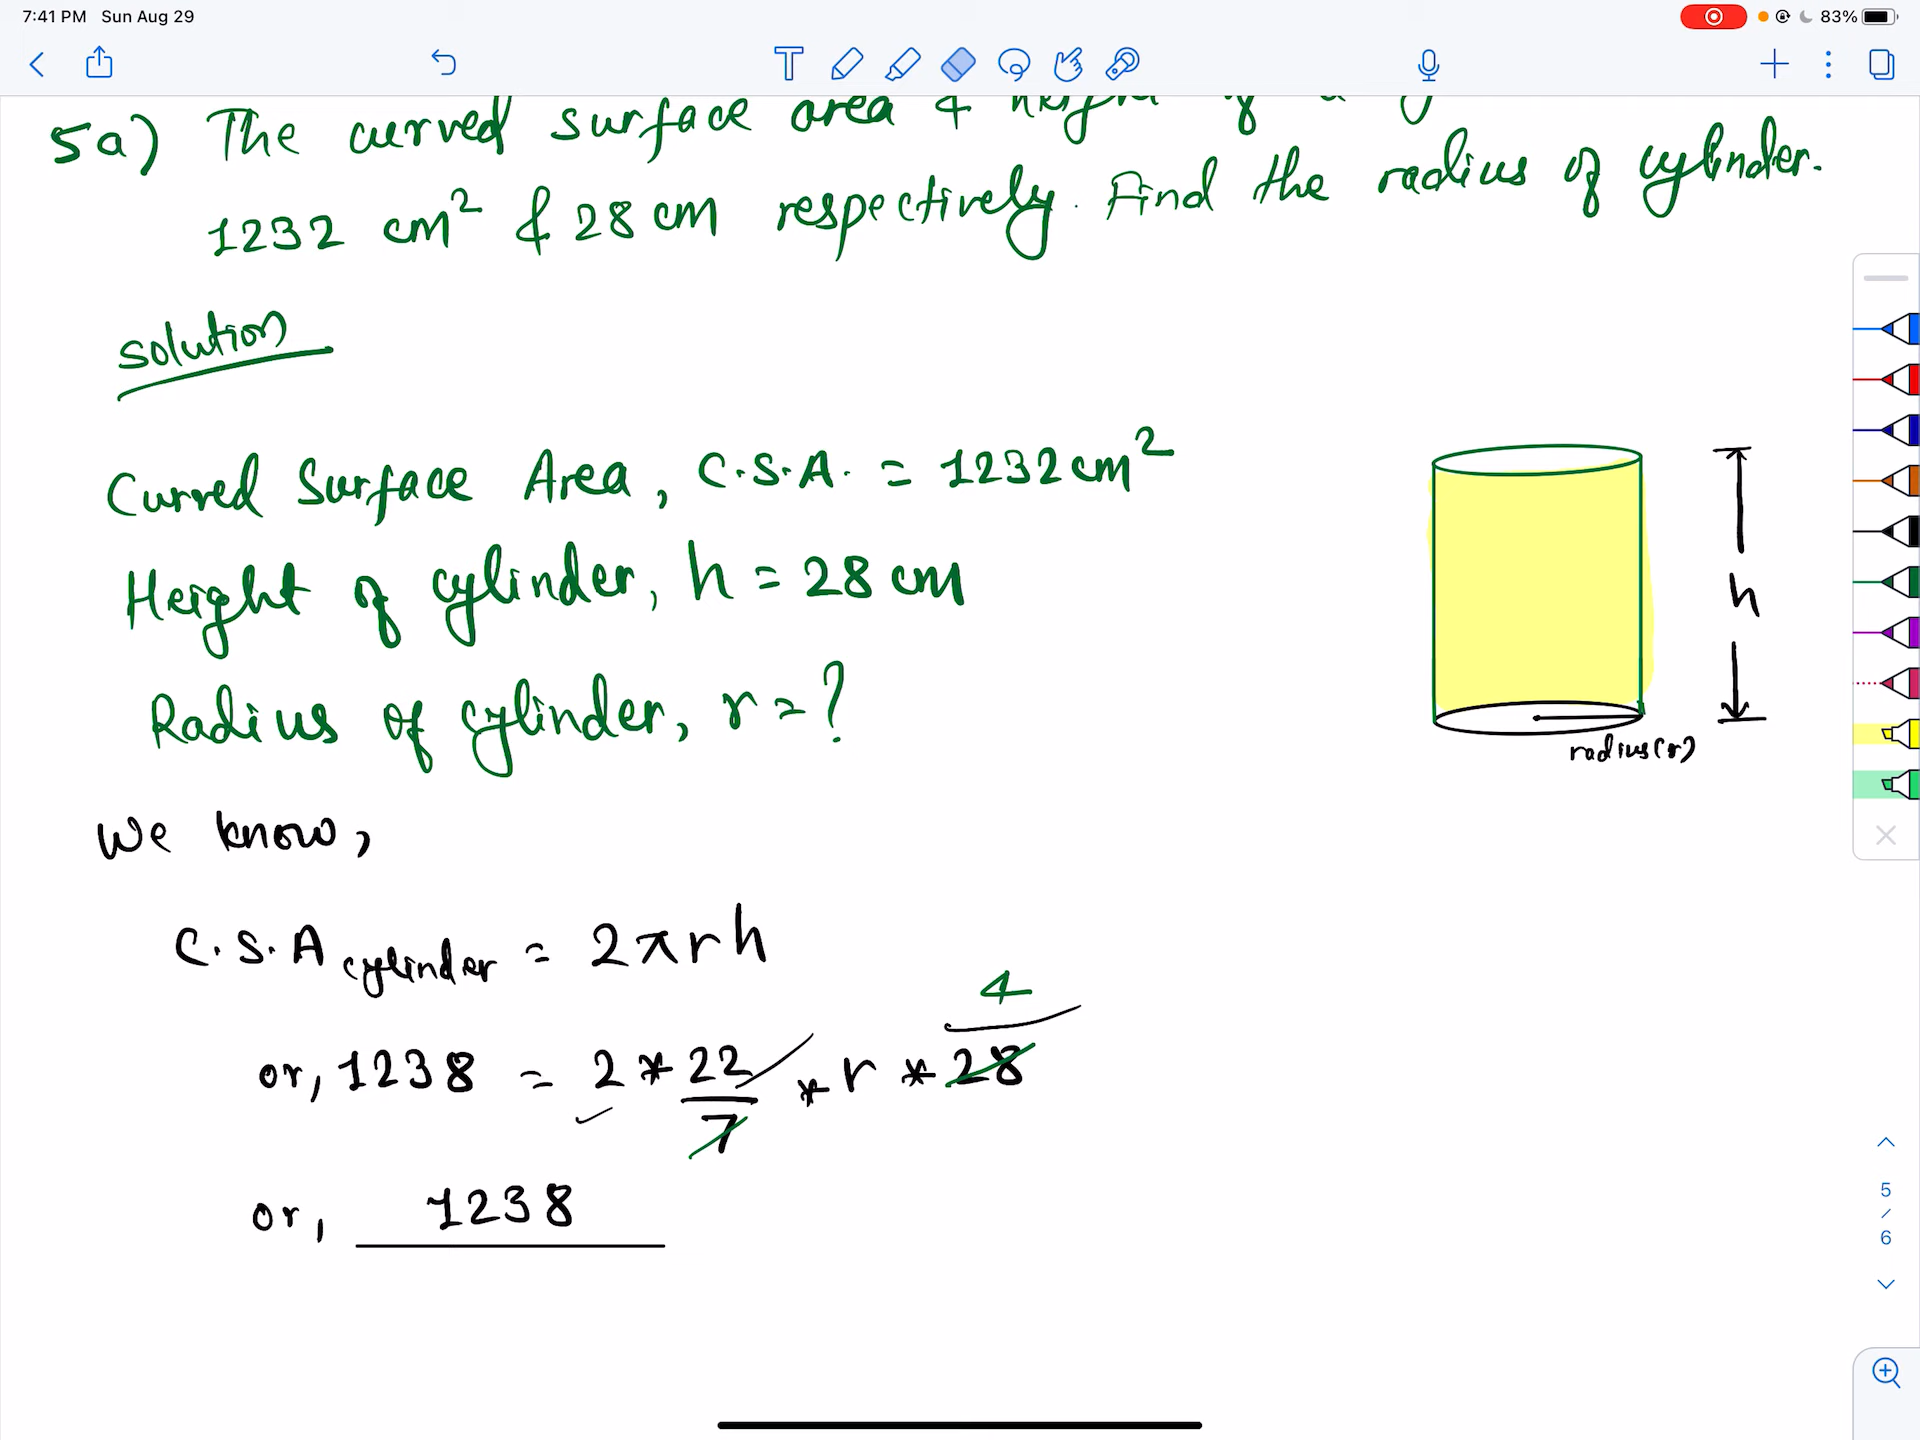 7:41 PM Sun Aug 29
83%
5a) The curved surface area & height of a
1232 cm² & 28 cm respectively. Find the radius of cylinder.
solution
Curved Surface Area, C.S.A. = 1232 cm²
Height of cylinder, h = 28 cm
Radius of cylinder, r = ?
h
radius(r)
We know,
C.S.A cylinder = 2πrh
4
or, 1238 = 2 * 22/7 * r * 28
or, 1238
5
/
6